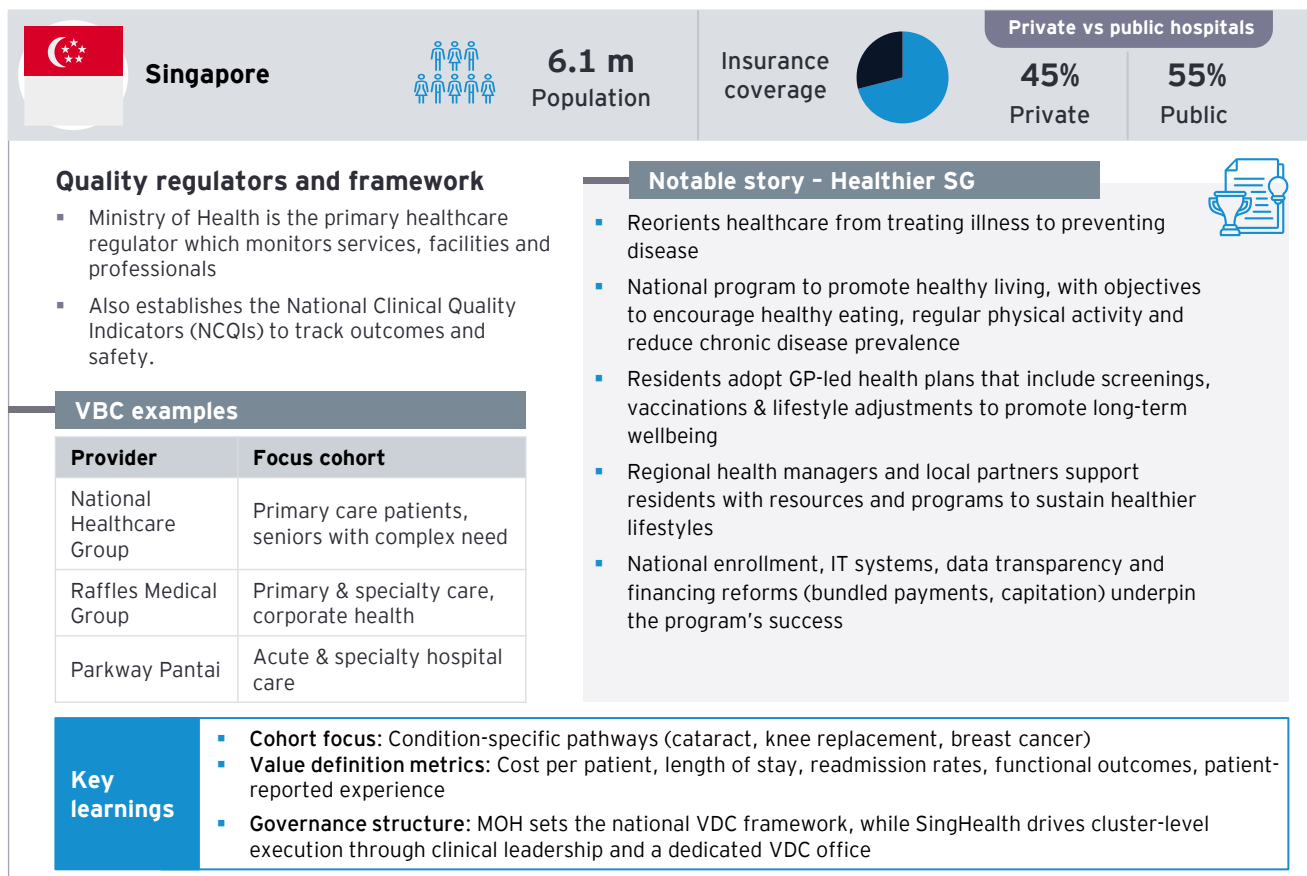 Singapore
6.1 m
Population
Insurance
coverage
Private vs public hospitals
45%
Private
55%
Public
Quality regulators and framework
▪ Ministry of Health is the primary healthcare
regulator which monitors services, facilities and
professionals
▪ Also establishes the National Clinical Quality
Indicators (NCQIs) to track outcomes and
safety.
VBC examples
Provider
Focus cohort
National
Healthcare
Group
Primary care patients,
seniors with complex need
Raffles Medical
Group
Primary & specialty care,
corporate health
Parkway Pantai
Acute & specialty hospital
care
Notable story – Healthier SG
▪ Reorients healthcare from treating illness to preventing
disease
▪ National program to promote healthy living, with objectives
to encourage healthy eating, regular physical activity and
reduce chronic disease prevalence
▪ Residents adopt GP-led health plans that include screenings,
vaccinations & lifestyle adjustments to promote long-term
wellbeing
▪ Regional health managers and local partners support
residents with resources and programs to sustain healthier
lifestyles
▪ National enrollment, IT systems, data transparency and
financing reforms (bundled payments, capitation) underpin
the program's success
Key
learnings
▪ Cohort focus: Condition-specific pathways (cataract, knee replacement, breast cancer)
▪ Value definition metrics: Cost per patient, length of stay, readmission rates, functional outcomes, patient-
reported experience
▪ Governance structure: MOH sets the national VDC framework, while SingHealth drives cluster-level
execution through clinical leadership and a dedicated VDC office